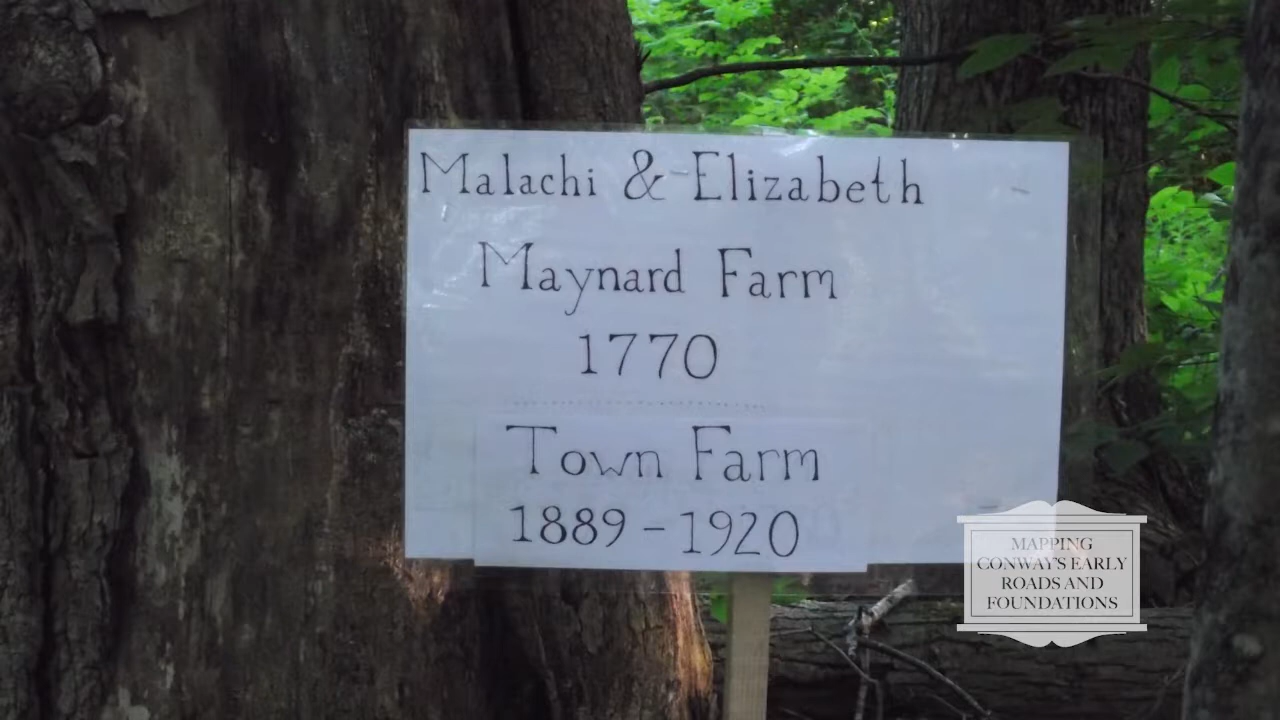 Malachi & Elizabeth
Maynard Farm
1770
Town Farm
1889 - 1920
MAPPING
CONWAY'S EARLY
ROADS AND
FOUNDATIONS